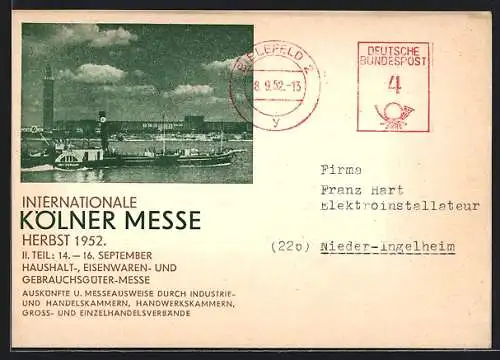 BIELEFELD 2
8.9.52.-13
y
DEUTSCHE
BUNDESPOST
4
INTERNATIONALE
KÖLNER MESSE
HERBST 1952.
II. TEIL: 14. — 16. SEPTEMBER
HAUSHALT-, EISENWAREN- UND
GEBRAUCHSGÜTER-MESSE
AUSKÜNFTE U. MESSEAUSWEISE DURCH INDUSTRIE-
UND HANDELSKAMMERN, HANDWERKSKAMMERN,
GROSS- UND EINZELHANDELSVERBÄNDE
Firma
Franz Hart
Elektroinstallateur
(22b) Nieder-Ingelheim